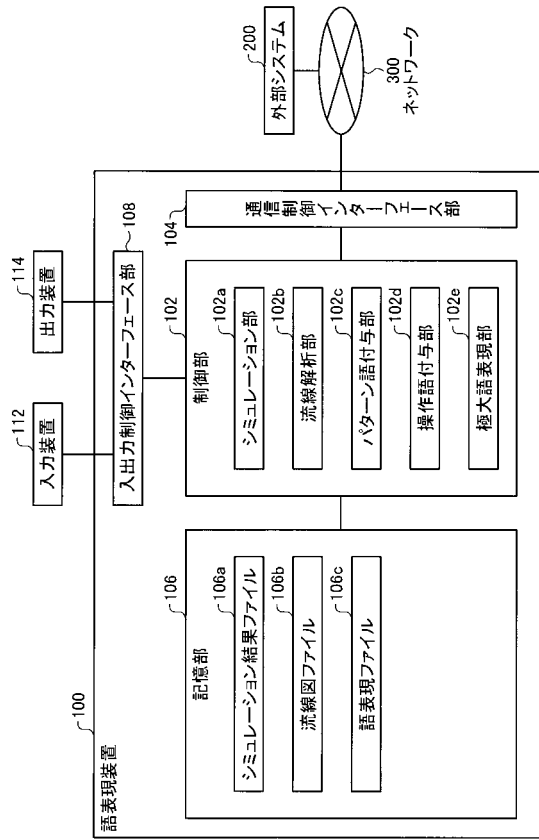 語表現装置
100
入力装置
112
出力装置
114
入出力制御インターフェース部
108
記憶部
106
シミュレーション結果ファイル
106a
流線図ファイル
106b
語表現ファイル
106c
制御部
102
シミュレーション部
102a
流線解析部
102b
パターン語付与部
102c
操作語付与部
102d
極大語表現部
102e
通信制御インターフェース部
104
外部システム
200
300
ネットワーク